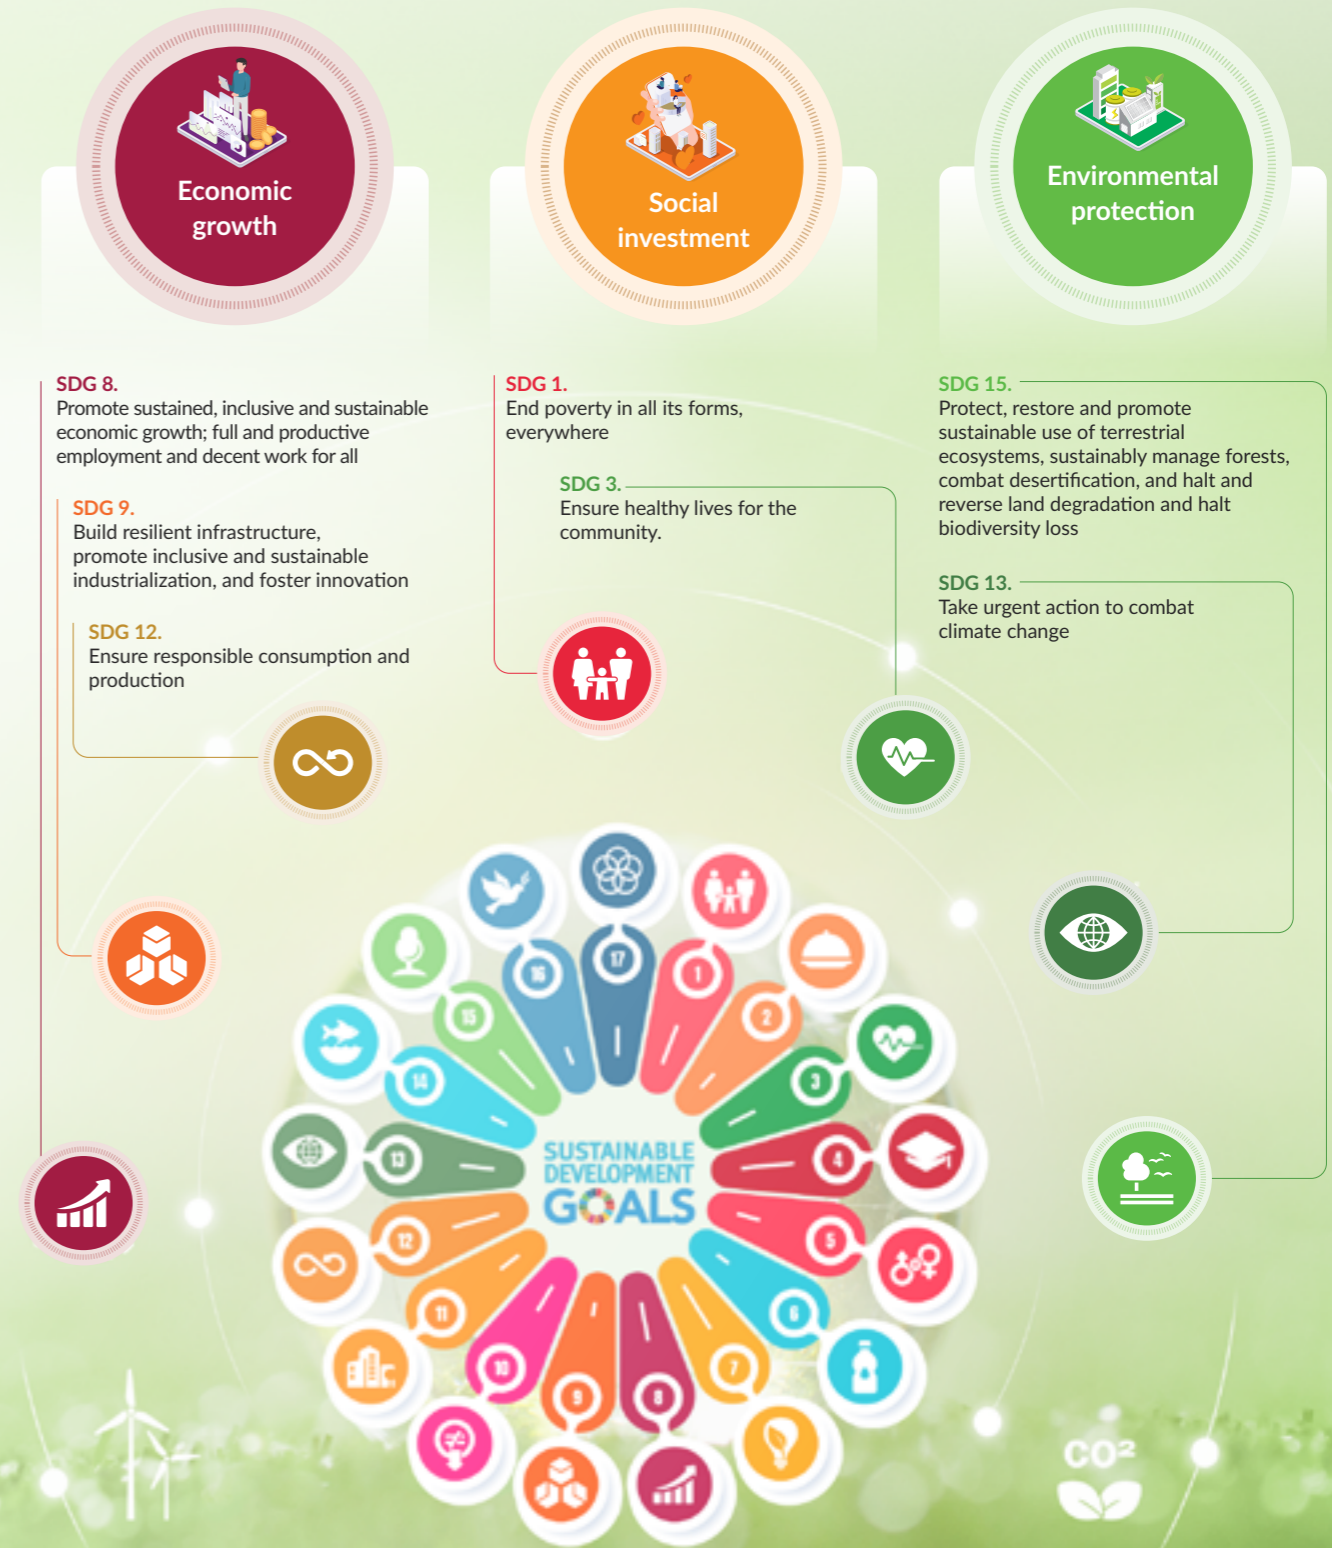 Economic
growth
Social
investment
Environmental
protection
SDG 8.
Promote sustained, inclusive and sustainable
economic growth; full and productive
employment and decent work for all
SDG 9.
Build resilient infrastructure,
promote inclusive and sustainable
industrialization, and foster innovation
SDG 12.
Ensure responsible consumption and
production
SDG 1.
End poverty in all its forms,
everywhere
SDG 3.
Ensure healthy lives for the
community.
SDG 15.
Protect, restore and promote
sustainable use of terrestrial
ecosystems, sustainably manage forests,
combat desertification, and halt and
reverse land degradation and halt
biodiversity loss
SDG 13.
Take urgent action to combat
climate change
17
1
2
3
4
5
6
7
8
9
10
11
12
13
14
15
16
SUSTAINABLE
DEVELOPMENT
GOALS
CO²